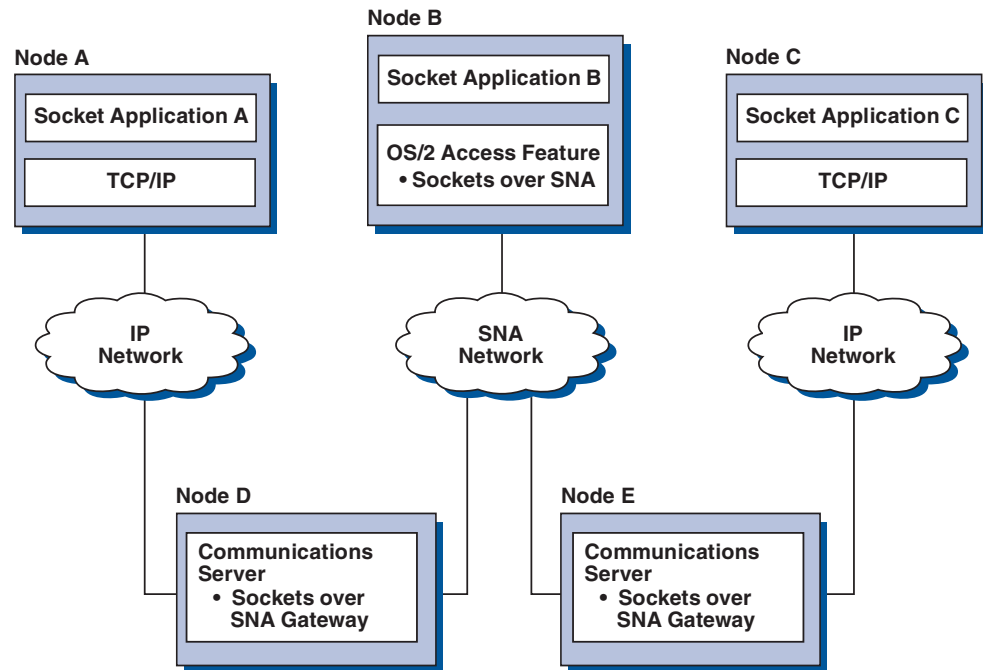 Node A
Socket Application A
TCP/IP
Node B
Socket Application B
OS/2 Access Feature
• Sockets over SNA
Node C
Socket Application C
TCP/IP
IP
Network
SNA
Network
IP
Network
Node D
Communications
Server
• Sockets over
SNA Gateway
Node E
Communications
Server
• Sockets over
SNA Gateway